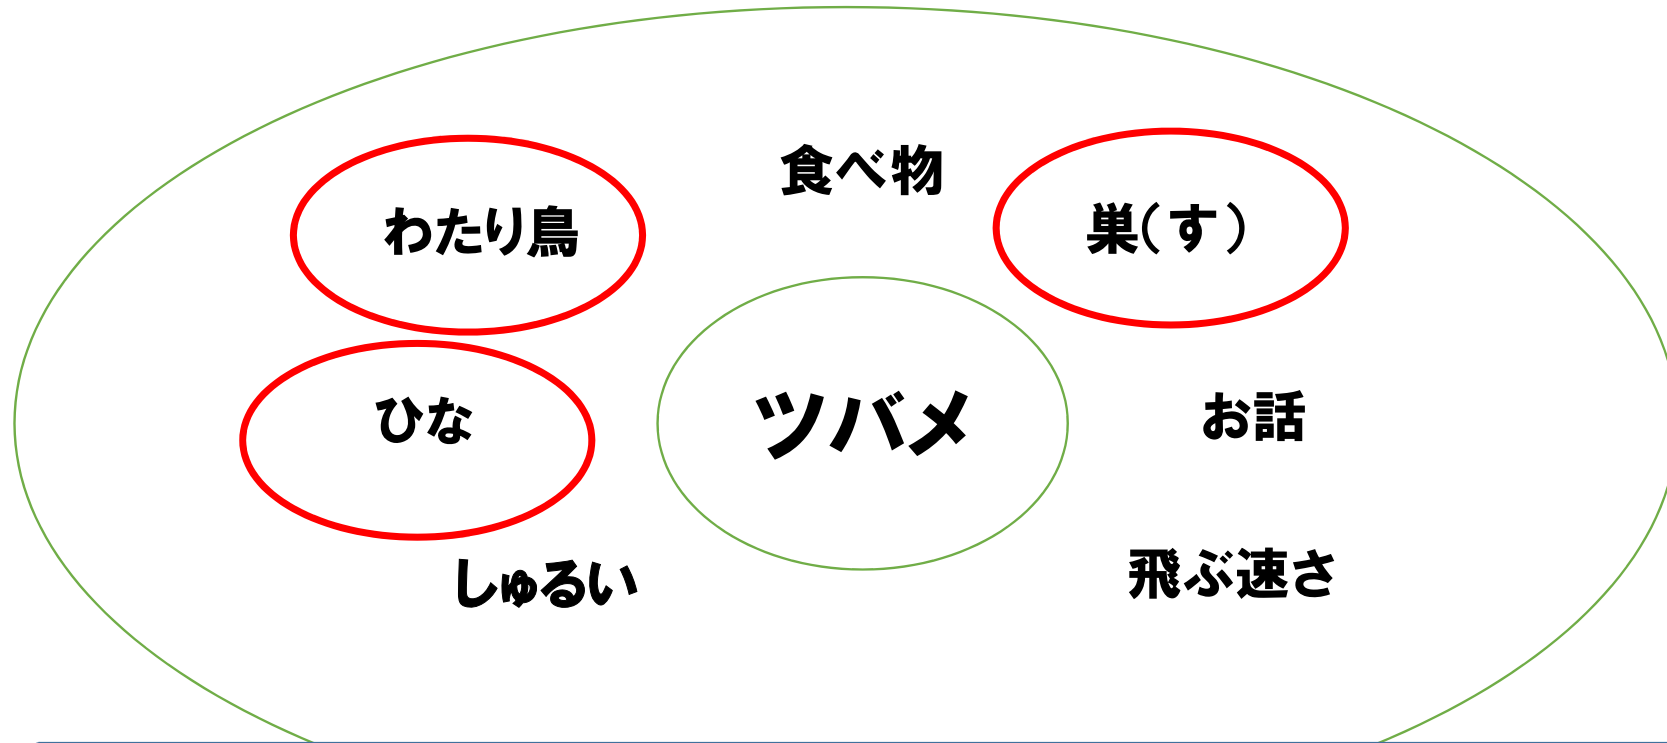 食べ物
わたり鳥
巣(す)
ひな
ツバメ
お話
しゅるい
飛ぶ速さ